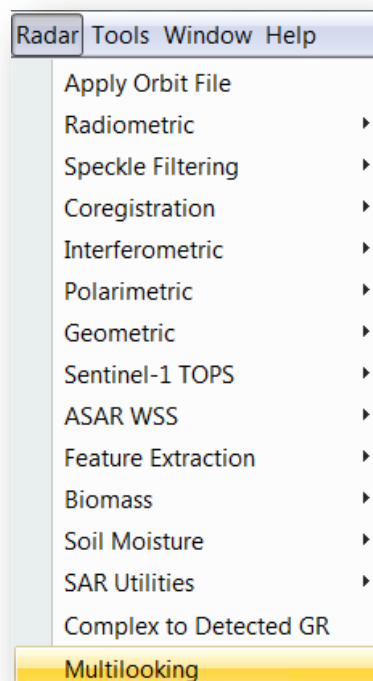 Radar Tools Window Help
Apply Orbit File
Radiometric
Speckle Filtering
Coregistration
Interferometric
Polarimetric
Geometric
Sentinel-1 TOPS
ASAR WSS
Feature Extraction
Biomass
Soil Moisture
SAR Utilities
Complex to Detected GR
Multilooking